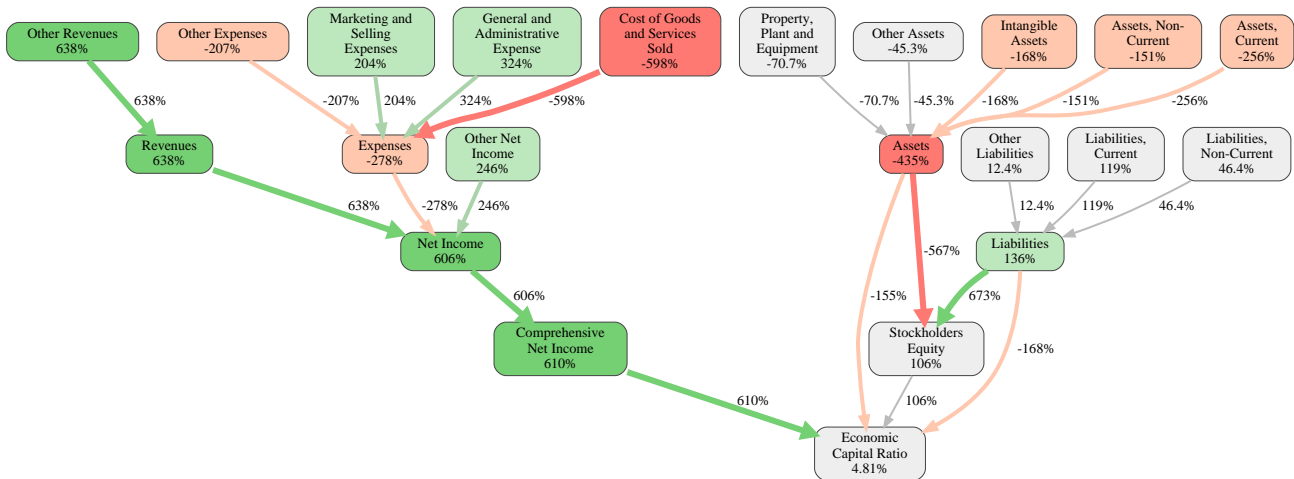 Other Revenues
638%
Other Expenses
-207%
Marketing and
Selling
Expenses
204%
General and
Administrative
Expense
324%
Cost of Goods
and Services
Sold
-598%
Property,
Plant and
Equipment
-70.7%
Other Assets
-45.3%
Intangible
Assets
-168%
Assets, Non-
Current
-151%
Assets,
Current
-256%
638%
-207%
204%
324%
-598%
-70.7%
-45.3%
-168%
-151%
-256%
Revenues
638%
Expenses
-278%
Other Net
Income
246%
Assets
-435%
Other
Liabilities
12.4%
Liabilities,
Current
119%
Liabilities,
Non-Current
46.4%
638%
-278%
246%
12.4%
119%
46.4%
Net Income
606%
-567%
Liabilities
136%
606%
-155%
673%
Comprehensive
Net Income
610%
Stockholders
Equity
106%
-168%
610%
106%
Economic
Capital Ratio
4.81%